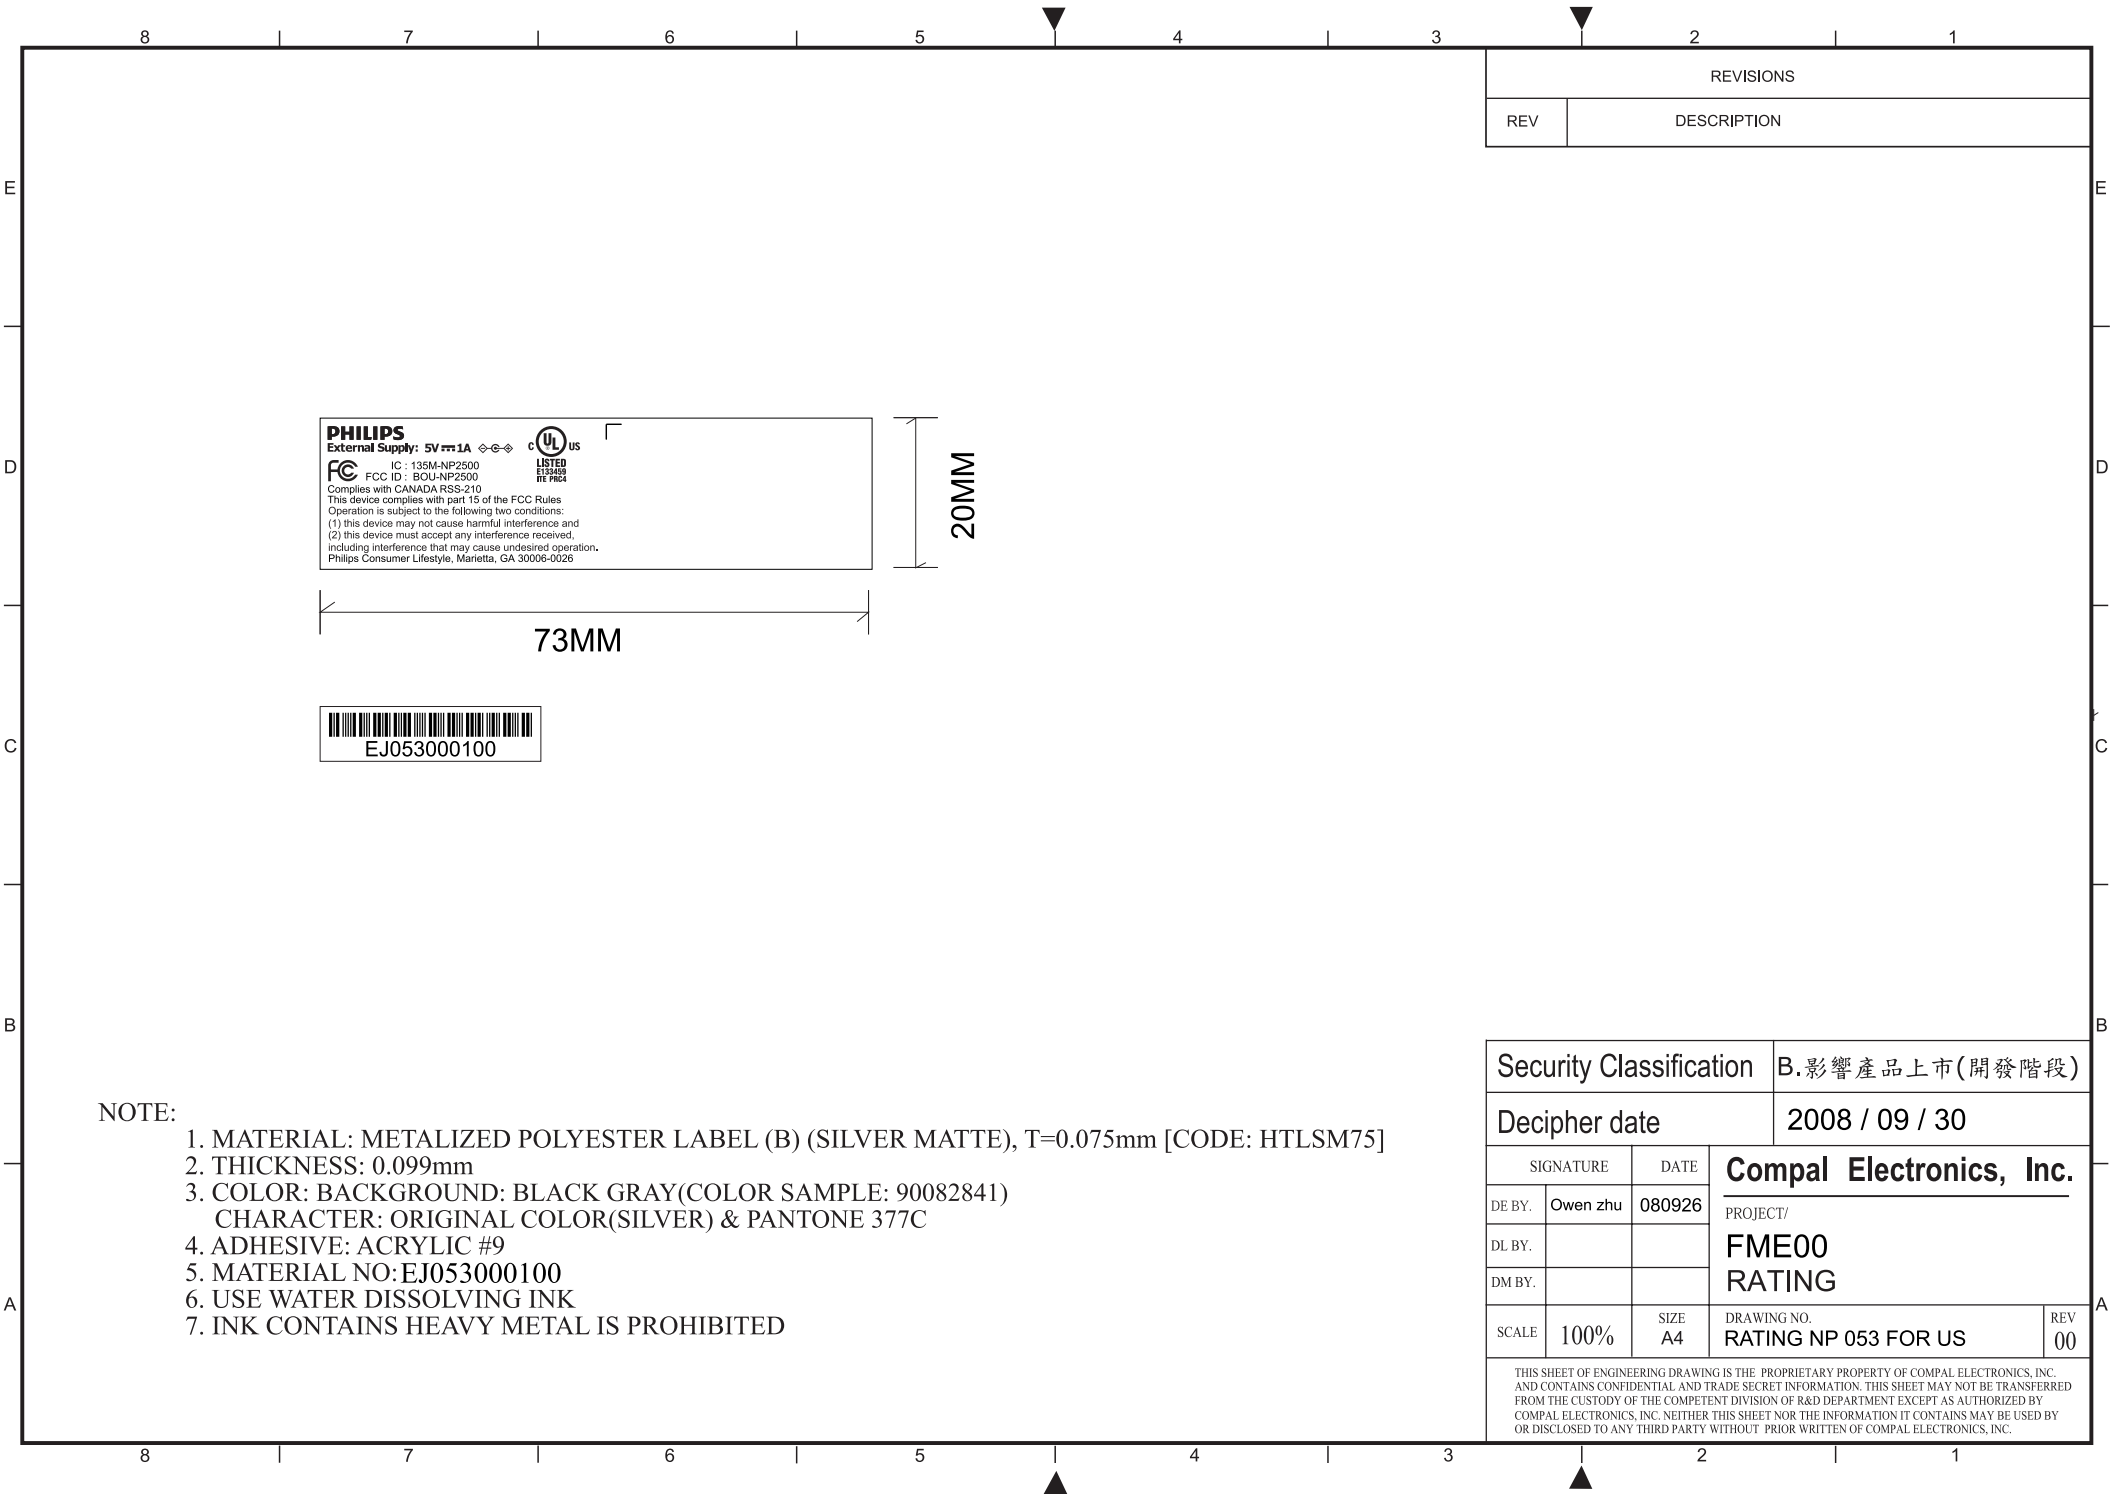 8 7 6 5 4 3 2 1
REVISIONS
REV DESCRIPTION
E E
PHILIPS
External Supply: 5V 1A
C UL US
LISTED
E133459
ITE PRC4
FC IC : 135M-NP2500
FCC ID : BOU-NP2500
Complies with CANADA RSS-210
This device complies with part 15 of the FCC Rules
Operation is subject to the following two conditions:
(1) this device may not cause harmful interference and
(2) this device must accept any interference received,
including interference that may cause undesired operation.
Philips Consumer Lifestyle, Marietta, GA 30006-0026
D D
20MM
73MM
EJ053000100
C C
B B
Security Classification B.影響產品上市(開發階段)
Decipher date 2008 / 09 / 30
NOTE:
1. MATERIAL: METALIZED POLYESTER LABEL (B) (SILVER MATTE), T=0.075mm [CODE: HTLSM75]
2. THICKNESS: 0.099mm
3. COLOR: BACKGROUND: BLACK GRAY(COLOR SAMPLE: 90082841)
CHARACTER: ORIGINAL COLOR(SILVER) & PANTONE 377C
4. ADHESIVE: ACRYLIC #9
5. MATERIAL NO:EJ053000100
6. USE WATER DISSOLVING INK
7. INK CONTAINS HEAVY METAL IS PROHIBITED
SIGNATURE DATE
Compal Electronics, Inc.
DE BY. Owen zhu 080926
DL BY.
DM BY.
PROJECT/
FME00
RATING
A A
SCALE 100%
SIZE
A4
DRAWING NO.
RATING NP 053 FOR US
REV
00
THIS SHEET OF ENGINEERING DRAWING IS THE PROPRIETARY PROPERTY OF COMPAL ELECTRONICS, INC.
AND CONTAINS CONFIDENTIAL AND TRADE SECRET INFORMATION. THIS SHEET MAY NOT BE TRANSFERRED
FROM THE CUSTODY OF THE COMPETENT DIVISION OF R&D DEPARTMENT EXCEPT AS AUTHORIZED BY
COMPAL ELECTRONICS, INC. NEITHER THIS SHEET NOR THE INFORMATION IT CONTAINS MAY BE USED BY
OR DISCLOSED TO ANY THIRD PARTY WITHOUT PRIOR WRITTEN OF COMPAL ELECTRONICS, INC.
8 7 6 5 4 3 2 1